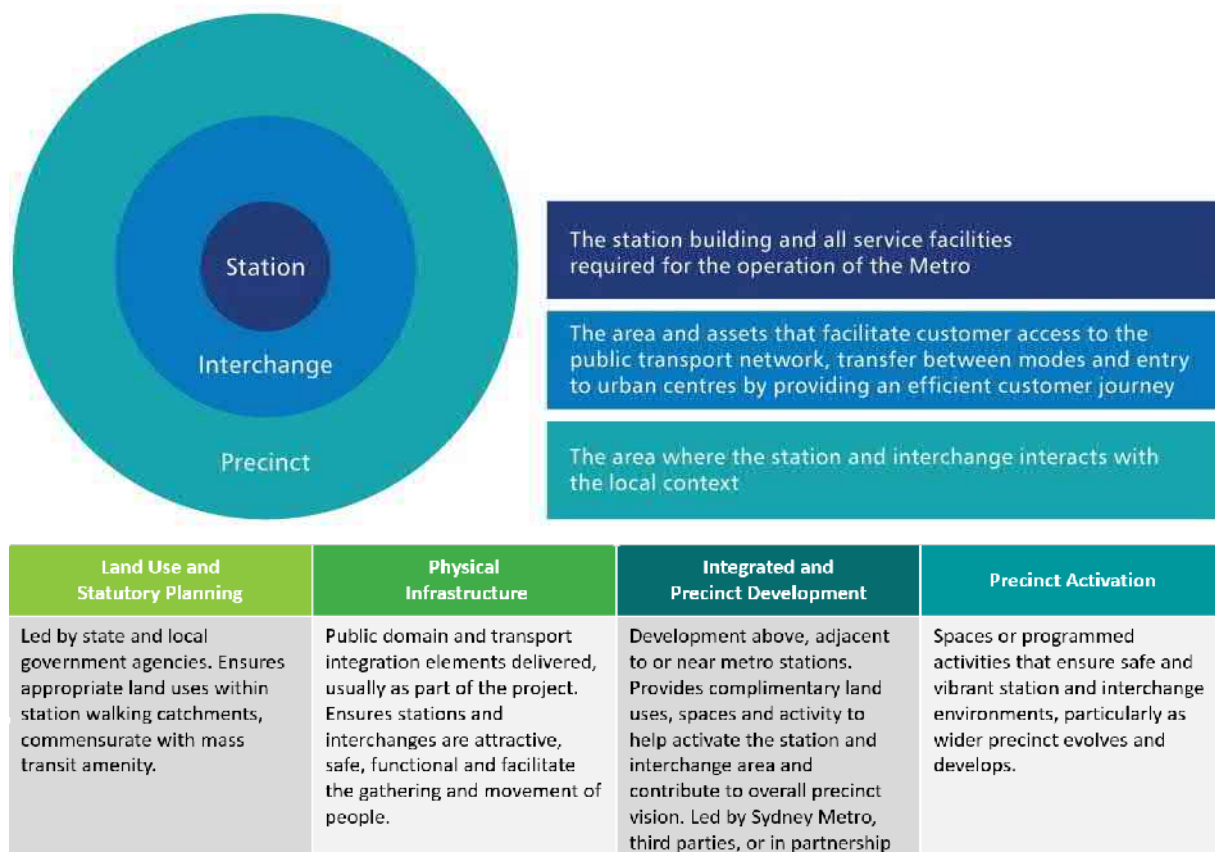 Station
Interchange
Precinct
The station building and all service facilities
required for the operation of the Metro
The area and assets that facilitate customer access to the
public transport network, transfer between modes and entry
to urban centres by providing an efficient customer journey
The area where the station and interchange interacts with
the local context
Land Use and
Statutory Planning
Physical
Infrastructure
Integrated and
Precinct Development
Precinct Activation
Led by state and local
government agencies. Ensures
appropriate land uses within
station walking catchments,
commensurate with mass
transit amenity.
Public domain and transport
integration elements delivered,
usually as part of the project.
Ensures stations and
interchanges are attractive,
safe, functional and facilitate
the gathering and movement of
people.
Development above, adjacent
to or near metro stations.
Provides complimentary land
uses, spaces and activity to
help activate the station and
interchange area and
contribute to overall precinct
vision. Led by Sydney Metro,
third parties, or in partnership
Spaces or programmed
activities that ensure safe and
vibrant station and interchange
environments, particularly as
wider precinct evolves and
develops.